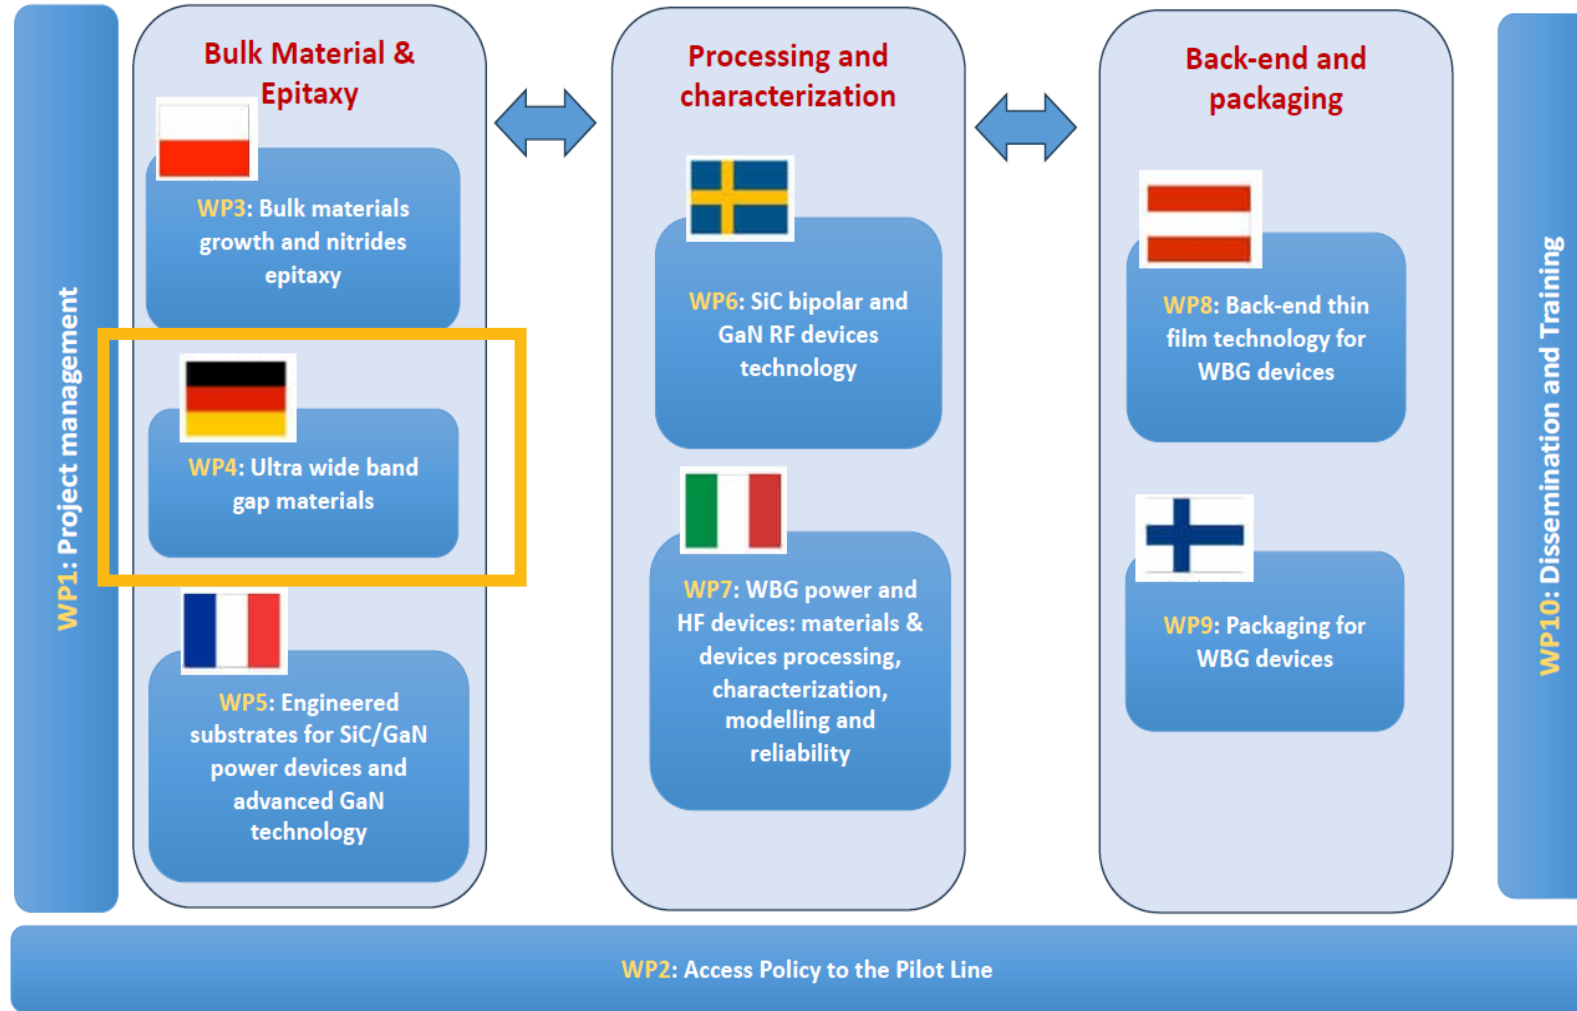 WP1: Project management
Bulk Material &
Epitaxy
WP3: Bulk materials
growth and nitrides
epitaxy
WP4: Ultra wide band
gap materials
WP5: Engineered
substrates for SiC/GaN
power devices and
advanced GaN
technology
Processing and
characterization
WP6: SiC bipolar and
GaN RF devices
technology
WP7: WBG power and
HF devices: materials &
devices processing,
characterization,
modelling and
reliability
Back-end and
packaging
WP8: Back-end thin
film technology for
WBG devices
WP9: Packaging for
WBG devices
WP10: Dissemination and Training
WP2: Access Policy to the Pilot Line